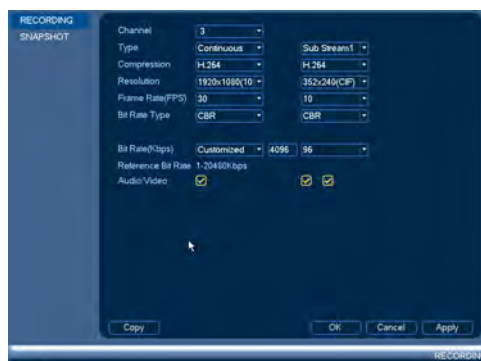 RECORDING
SNAPSHOT
Channel 3
Type Continuous Sub Stream1
Compression H.264 H.264
Resolution 1920x1080(10 352x240(CIF)
Frame Rate(FPS) 30 10
Bit Rate Type CBR CBR
Bit Rate(Kbps) Customized 4096 96
Reference Bit Rate 1-20480Kbps
Audio/Video
Copy OK Cancel Apply
RECORDIN